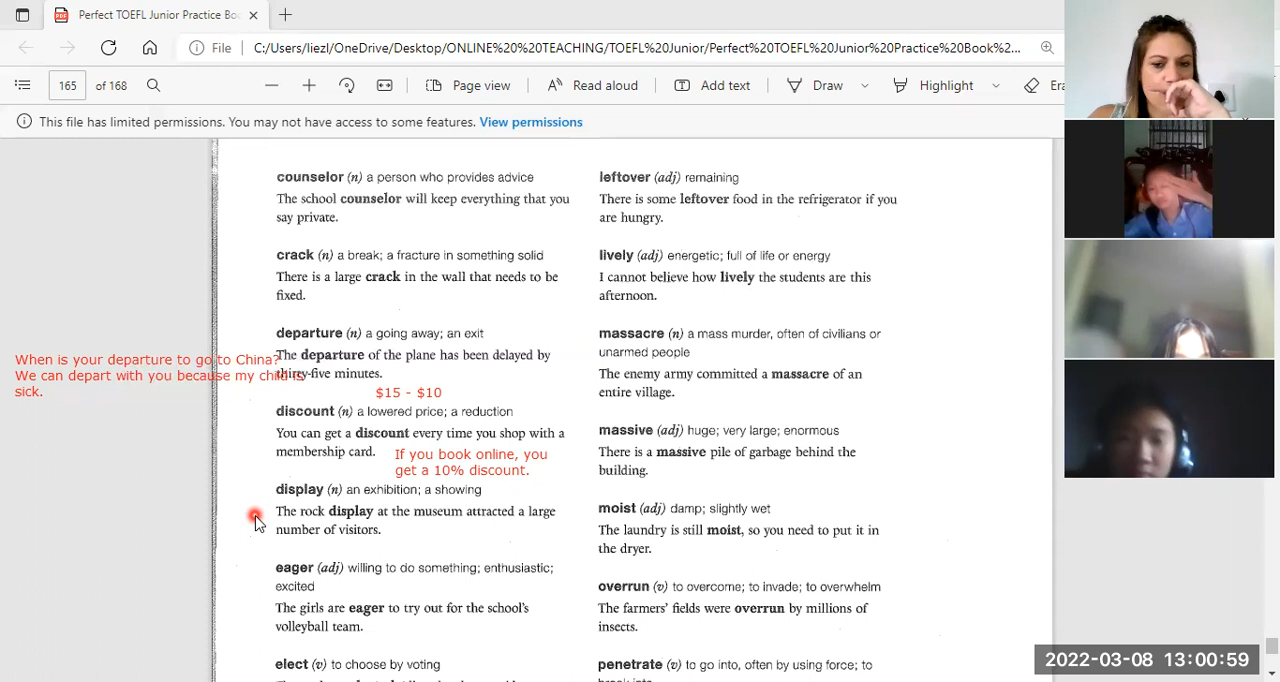 Perfect TOEFL Junior Practice Bo
File
C:/Users/liezl/OneDrive/Desktop/ONLINE%20%20TEACHING/TOEFL%20Junior/Perfect%20TOEFL%20Junior%20Practice%20Book%2...
165 of 168
Page view
Read aloud
Add text
Draw
Highlight
Era
This file has limited permissions. You may not have access to some features. View permissions
counselor (n) a person who provides advice
The school counselor will keep everything that you
say private.
crack (n) a break; a fracture in something solid
There is a large crack in the wall that needs to be
fixed.
departure (n) a going away; an exit
The departure of the plane has been delayed by
thirty-five minutes.
When is your departure to go to China?
We can depart with you because my child is
sick.
$15 - $10
discount (n) a lowered price; a reduction
You can get a discount every time you shop with a
membership card.
If you book online, you
get a 10% discount.
display (n) an exhibition; a showing
The rock display at the museum attracted a large
number of visitors.
eager (adj) willing to do something; enthusiastic;
excited
The girls are eager to try out for the school's
volleyball team.
elect (v) to choose by voting
leftover (adj) remaining
There is some leftover food in the refrigerator if you
are hungry.
lively (adj) energetic; full of life or energy
I cannot believe how lively the students are this
afternoon.
massacre (n) a mass murder, often of civilians or
unarmed people
The enemy army committed a massacre of an
entire village.
massive (adj) huge; very large; enormous
There is a massive pile of garbage behind the
building.
moist (adj) damp; slightly wet
The laundry is still moist, so you need to put it in
the dryer.
overrun (v) to overcome; to invade; to overwhelm
The farmers' fields were overrun by millions of
insects.
penetrate (v) to go into, often by using force; to
2022-03-08 13:00:59